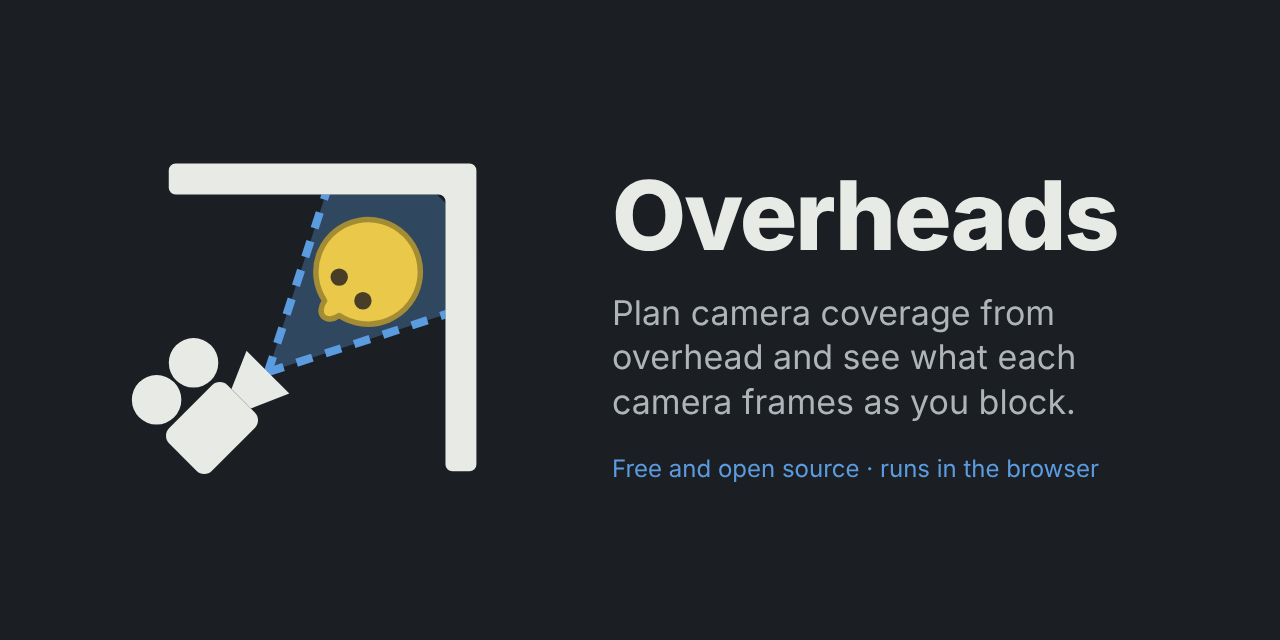 Overheads
Plan camera coverage from
overhead and see what each
camera frames as you block.
Free and open source · runs in the browser